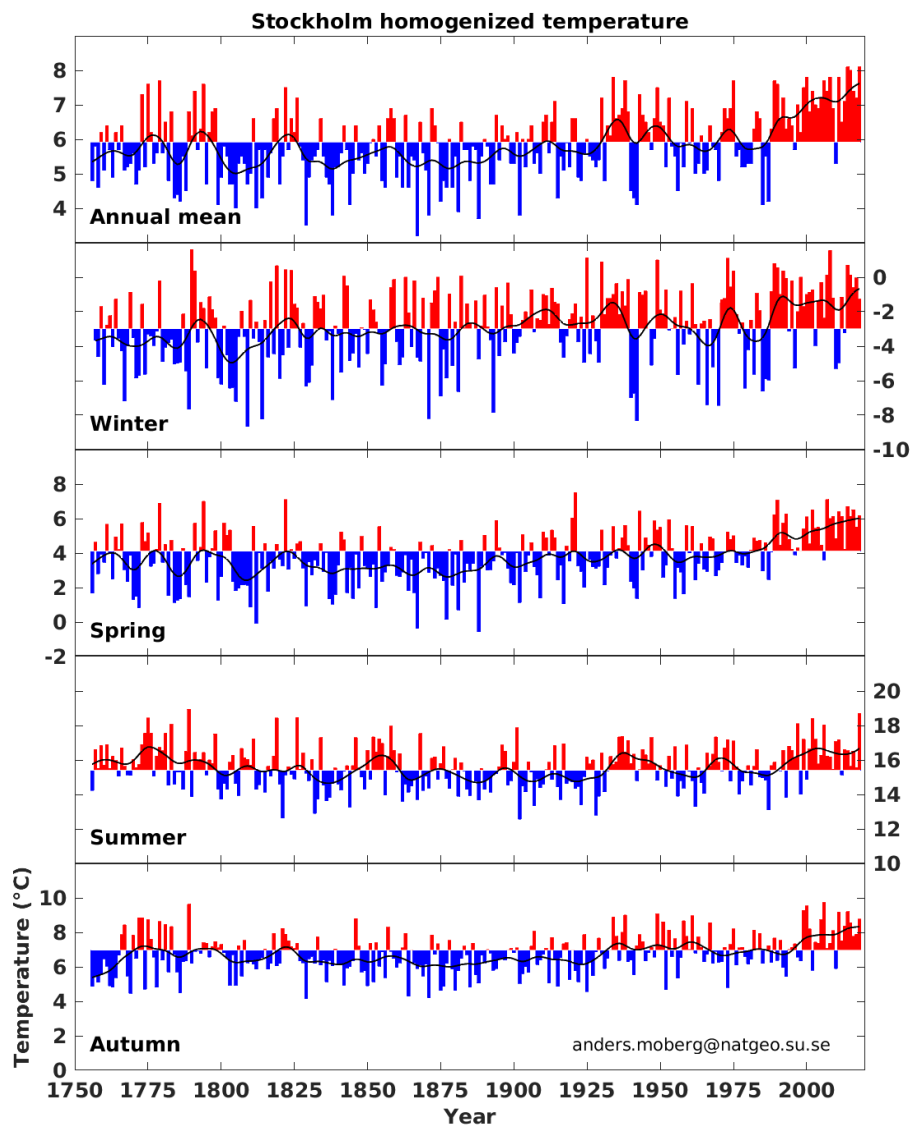 Stockholm homogenized temperature
8
7
6
5
4
Annual mean
0
-2
-4
-6
-8
-10
Winter
8
6
4
2
0
-2
Spring
20
18
16
14
12
10
Summer
Temperature (°C)
10
8
6
4
2
0
Autumn
anders.moberg@natgeo.su.se
1750 1775 1800 1825 1850 1875 1900 1925 1950 1975 2000
Year